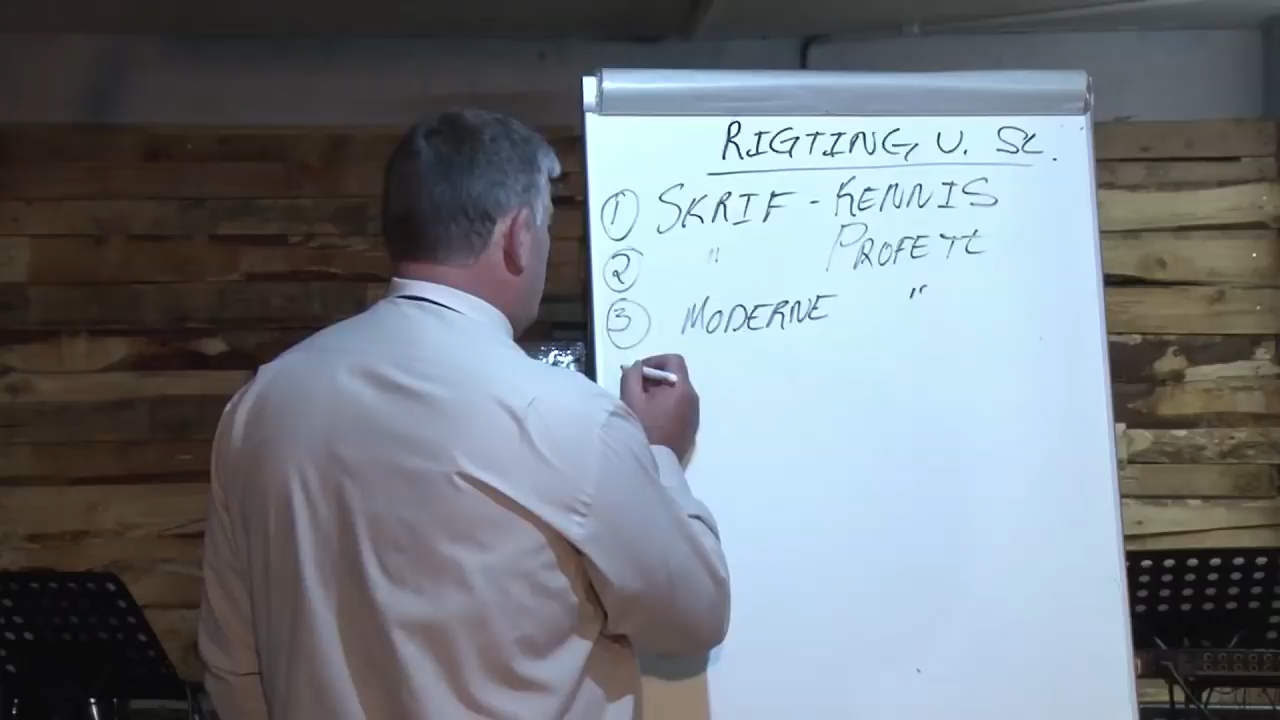 RIGTING V. SL.
① SKRIF - KENNIS
② " PROFETE
③ MODERNE "